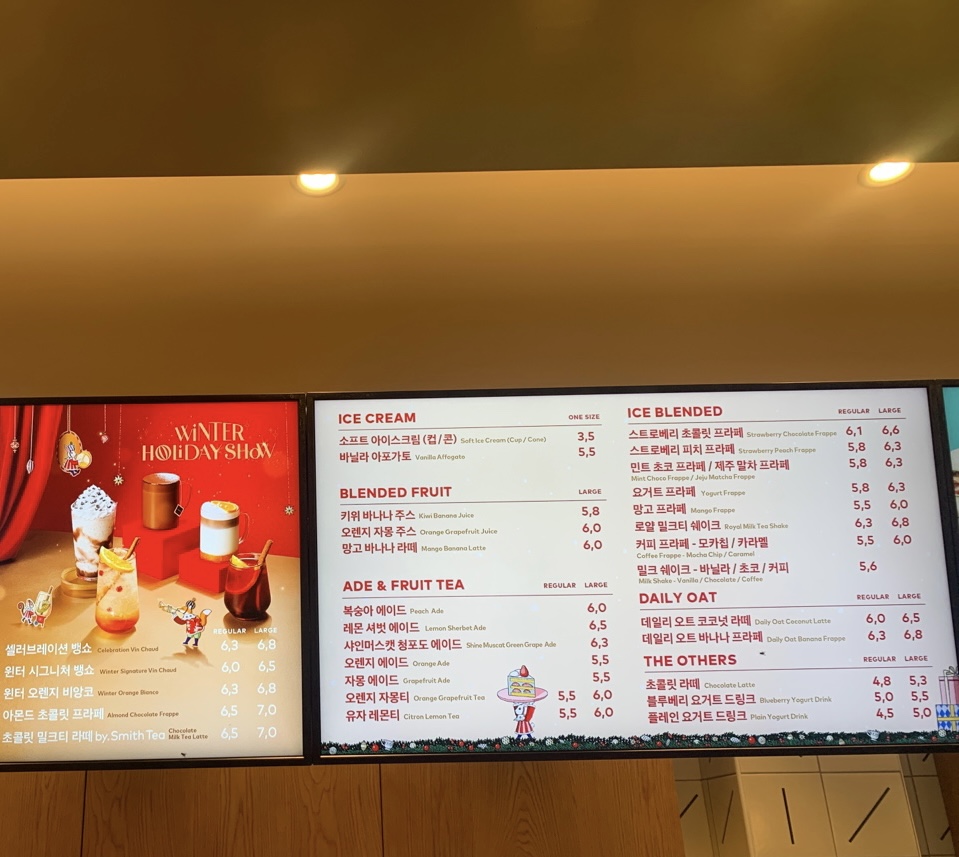 WiNTER
HOLiDAY SHOW
REGULAR LARGE
셀러브레이션 뱅쇼 Celebration Vin Chaud 6,3 6,8
윈터 시그니처 뱅쇼 Winter Signature Vin Chaud 6,0 6,5
윈터 오렌지 비앙코 Winter Orange Bianco 6,3 6,8
아몬드 초콜릿 프라페 Almond Chocolate Frappe 6,5 7,0
초콜릿 밀크티 라떼 by.Smith Tea Chocolate Milk Tea Latte 6,5 7,0
ICE CREAM ONE SIZE
소프트 아이스크림 (컵/콘) Soft Ice Cream (Cup / Cone) 3,5
바닐라 아포가토 Vanilla Affogato 5,5
BLENDED FRUIT LARGE
키위 바나나 주스 Kiwi Banana Juice 5,8
오렌지 자몽 주스 Orange Grapefruit Juice 6,0
망고 바나나 라떼 Mango Banana Latte 6,0
ADE & FRUIT TEA REGULAR LARGE
복숭아 에이드 Peach Ade 6,0
레몬 셔벗 에이드 Lemon Sherbet Ade 6,5
샤인머스캣 청포도 에이드 Shine Muscat Green Grape Ade 6,3
오렌지 에이드 Orange Ade 5,5
자몽 에이드 Grapefruit Ade 5,5
오렌지 자몽티 Orange Grapefruit Tea 5,5 6,0
유자 레몬티 Citron Lemon Tea 5,5 6,0
ICE BLENDED REGULAR LARGE
스트로베리 초콜릿 프라페 Strawberry Chocolate Frappe 6,1 6,6
스트로베리 피치 프라페 Strawberry Peach Frappe 5,8 6,3
민트 초코 프라페 / 제주 말차 프라페 5,8 6,3
Mint Choco Frappe / Jeju Matcha Frappe
요거트 프라페 Yogurt Frappe 5,8 6,3
망고 프라페 Mango Frappe 5,5 6,0
로얄 밀크티 쉐이크 Royal Milk Tea Shake 6,3 6,8
커피 프라페 - 모카칩 / 카라멜 5,5 6,0
Coffee Frappe - Mocha Chip / Caramel
밀크 쉐이크 - 바닐라 / 초코 / 커피 5,6
Milk Shake - Vanilla / Chocolate / Coffee
DAILY OAT REGULAR LARGE
데일리 오트 코코넛 라떼 Daily Oat Coconut Latte 6,0 6,5
데일리 오트 바나나 프라페 Daily Oat Banana Frappe 6,3 6,8
THE OTHERS REGULAR LARGE
초콜릿 라떼 Chocolate Latte 4,8 5,3
블루베리 요거트 드링크 Blueberry Yogurt Drink 5,0 5,5
플레인 요거트 드링크 Plain Yogurt Drink 4,5 5,0